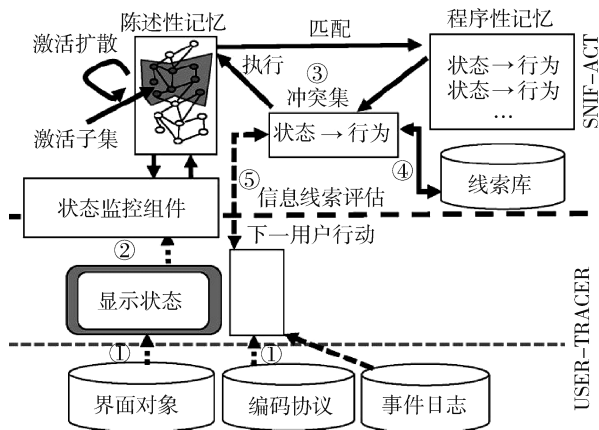 陈述性记忆
程序性记忆
匹配
激活扩散
执行
③
冲突集
状态→行为
状态→行为
…
激活子集
状态→行为
SNIF-ACT
④
线索库
⑤
信息线索评估
状态监控组件
下一用户行动
②
显示状态
USER-TRACER
①
①
界面对象
编码协议
事件日志